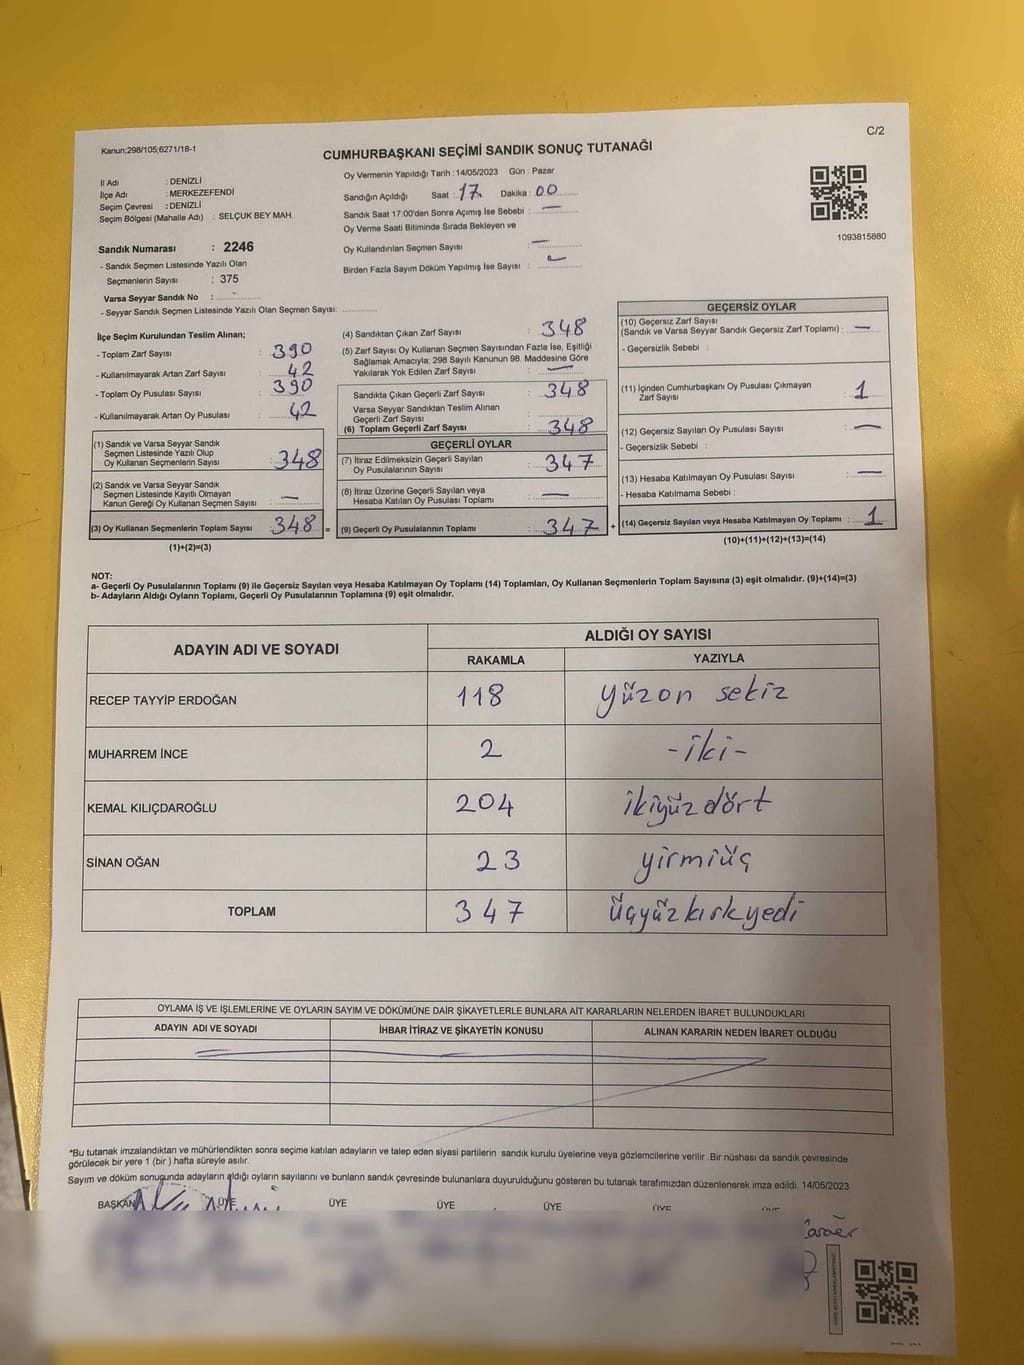 C/2
Kanun;298/105;6271/18-1
CUMHURBAŞKANI SEÇİMİ SANDIK SONUÇ TUTANAĞI
İl Adı : DENİZLİ
İlçe Adı : MERKEZEFENDİ
Seçim Çevresi : DENİZLİ
Seçim Bölgesi (Mahalle Adı) : SELÇUK BEY MAH.
Sandık Numarası : 2246
- Sandık Seçmen Listesinde Yazılı Olan
Seçmenlerin Sayısı : 375
Varsa Seyyar Sandık No : -
- Seyyar Sandık Seçmen Listesinde Yazılı Olan Seçmen Sayısı:
Oy Vermenin Yapıldığı Tarih : 14/05/2023 Gün : Pazar
Sandığın Açıldığı Saat : 17 Dakika : 00
Sandık Saat 17:00'den Sonra Açımış İse Sebebi : —
Oy Verme Saati Bitiminde Sırada Bekleyen ve
Oy Kullandırılan Seçmen Sayısı : —
Birden Fazla Sayım Döküm Yapılmış İse Sayısı : —
1093815880
İlçe Seçim Kurulundan Teslim Alınan;
- Toplam Zarf Sayısı : 390
- Kullanılmayarak Artan Zarf Sayısı : 42
- Toplam Oy Pusulası Sayısı : 390
- Kullanılmayarak Artan Oy Pusulası : 42
(1) Sandık ve Varsa Seyyar Sandık
Seçmen Listesinde Yazılı Olup
Oy Kullanan Seçmenlerin Sayısı : 348
(2) Sandık ve Varsa Seyyar Sandık
Seçmen Listesinde Kayıtlı Olmayan
Kanun Gereği Oy Kullanan Seçmen Sayısı : —
(3) Oy Kullanan Seçmenlerin Toplam Sayısı : 348 =
(1)+(2)=(3)
(4) Sandıktan Çıkan Zarf Sayısı : 348
(5) Zarf Sayısı Oy Kullanan Seçmen Sayısından Fazla İse, Eşitliği
Sağlamak Amacıyla; 298 Sayılı Kanunun 98. Maddesine Göre
Yakılarak Yok Edilen Zarf Sayısı : —
Sandıkta Çıkan Geçerli Zarf Sayısı : 348
Varsa Seyyar Sandıktan Teslim Alınan
Geçerli Zarf Sayısı :
(6) Toplam Geçerli Zarf Sayısı : 348
GEÇERLİ OYLAR
(7) İtiraz Edilmeksizin Geçerli Sayılan
Oy Pusulalarının Sayısı : 347
(8) İtiraz Üzerine Geçerli Sayılan veya
Hesaba Katılan Oy Pusulası Toplamı : —
(9) Geçerli Oy Pusulalarının Toplamı : 347 +
GEÇERSİZ OYLAR
(10) Geçersiz Zarf Sayısı
(Sandık ve Varsa Seyyar Sandık Geçersiz Zarf Toplamı) : —
- Geçersizlik Sebebi :
(11) İçinden Cumhurbaşkanı Oy Pusulası Çıkmayan
Zarf Sayısı : 1
(12) Geçersiz Sayılan Oy Pusulası Sayısı : —
- Geçersizlik Sebebi :
(13) Hesaba Katılmayan Oy Pusulası Sayısı : —
- Hesaba Katılmama Sebebi :
(14) Geçersiz Sayılan veya Hesaba Katılmayan Oy Toplamı : 1
(10)+(11)+(12)+(13)=(14)
NOT:
a- Geçerli Oy Pusulalarının Toplamı (9) ile Geçersiz Sayılan veya Hesaba Katılmayan Oy Toplamı (14) Toplamları, Oy Kullanan Seçmenlerin Toplam Sayısına (3) eşit olmalıdır. (9)+(14)=(3)
b- Adayların Aldığı Oyların Toplamı, Geçerli Oy Pusulalarının Toplamına (9) eşit olmalıdır.
ADAYIN ADI VE SOYADI ALDIĞI OY SAYISI
RAKAMLA YAZIYLA
RECEP TAYYİP ERDOĞAN 118 yüzon sekiz
MUHARREM İNCE 2 -iki-
KEMAL KILIÇDAROĞLU 204 ikiyüz dört
SİNAN OĞAN 23 yirmiüç
TOPLAM 347 Üçyüzkırkyedi
OYLAMA İŞ VE İŞLEMLERİNE VE OYLARIN SAYIM VE DÖKÜMÜNE DAİR ŞİKAYETLERLE BUNLARA AİT KARARLARIN NELERDEN İBARET BULUNDUKLARI
ADAYIN ADI VE SOYADI İHBAR İTİRAZ VE ŞİKAYETİN KONUSU ALINAN KARARIN NEDEN İBARET OLDUĞU
*Bu tutanak imzalandıktan ve mühürlendikten sonra seçime katılan adayların ve talep eden siyasi partilerin sandık kurulu üyelerine veya gözlemcilerine verilir .Bir nüshası da sandık çevresinde
görülecek bir yere 1 (bir ) hafta süreyle asılır.
Sayım ve döküm sonuçunda adayların aldığı oyların sayılarını ve bunların sandık çevresinde bulunanlara duyurulduğunu gösteren bu tutanak tarafımızdan düzenlenerek imza edildi. 14/05/2023
BAŞKAN ÜYE ÜYE ÜYE ÜYE ÜYE